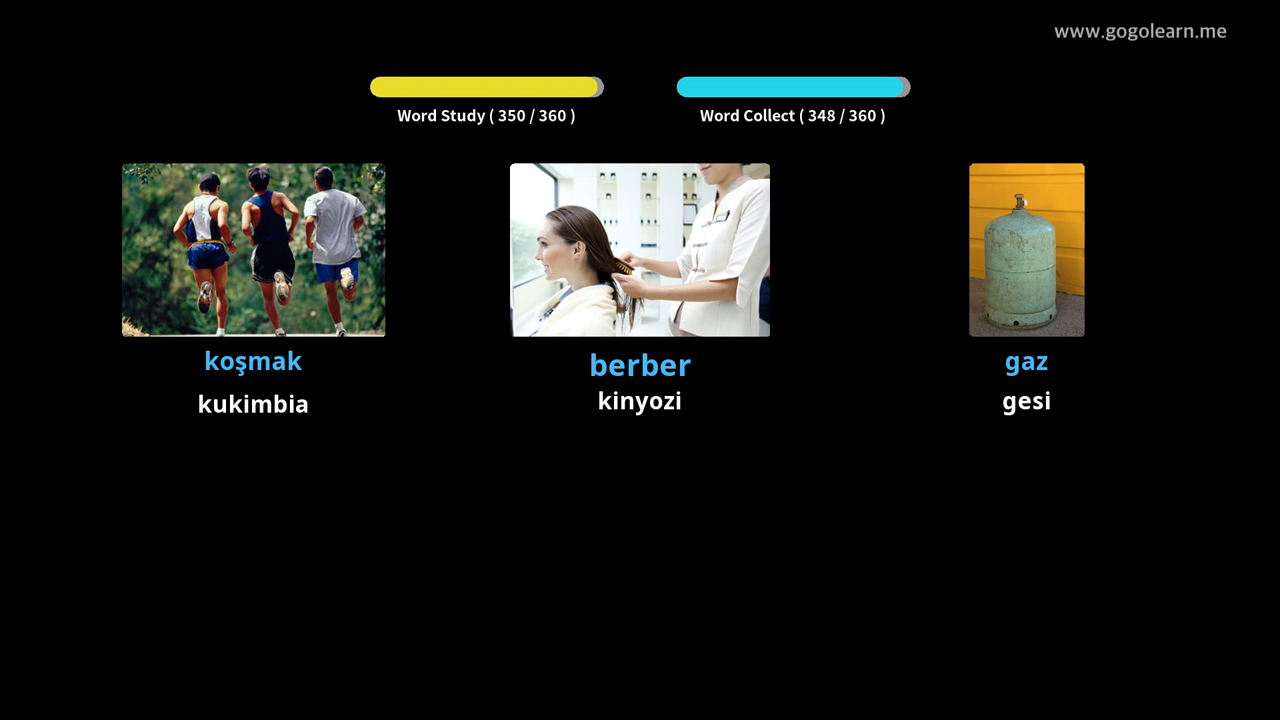 www.gogolearn.me
Word Study ( 350 / 360 )
Word Collect ( 348 / 360 )
koşmak
kukimbia
berber
kinyozi
gaz
gesi